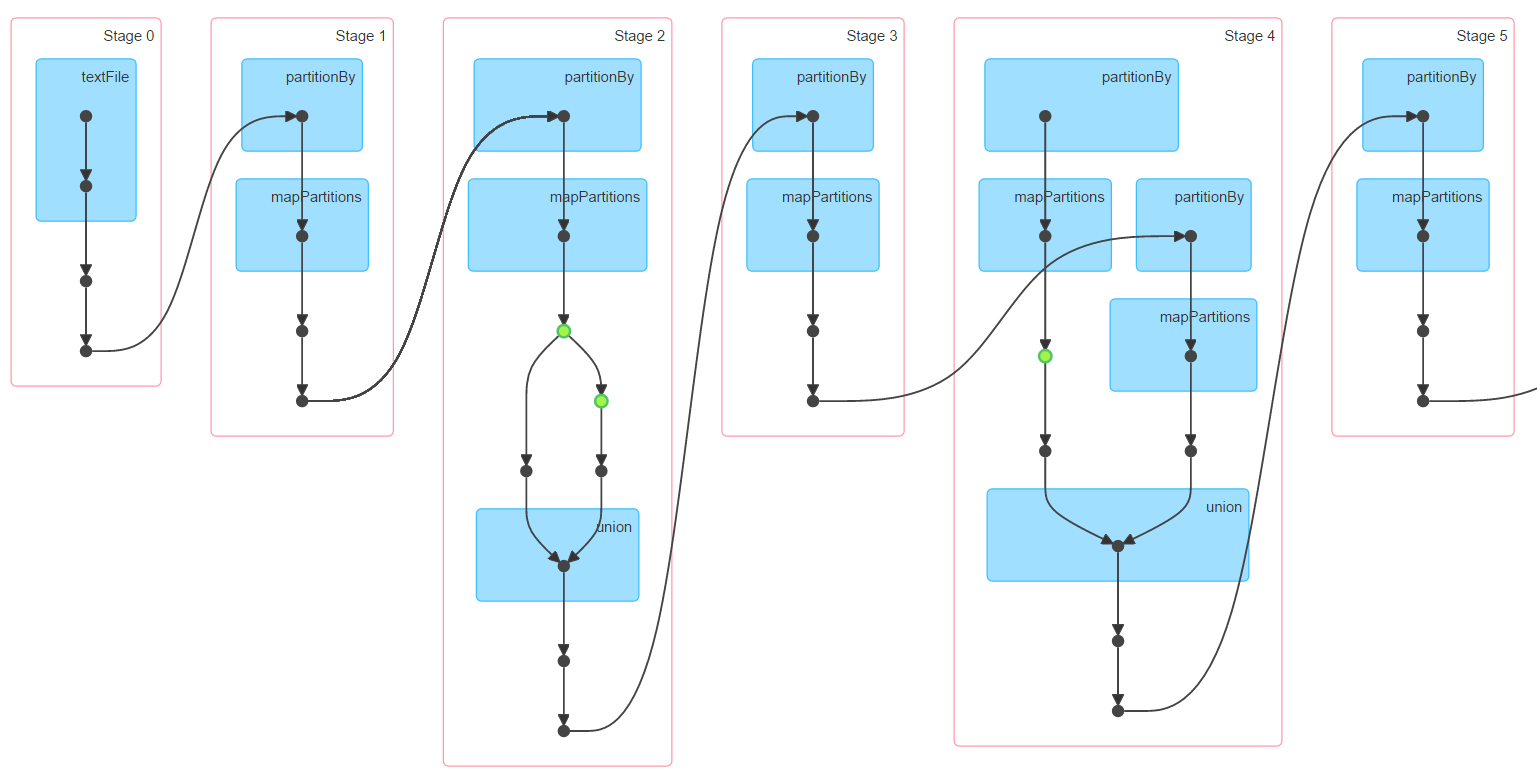 Stage 0
textFile
Stage 1
partitionBy
mapPartitions
Stage 2
partitionBy
mapPartitions
union
Stage 3
partitionBy
mapPartitions
Stage 4
partitionBy
mapPartitions
partitionBy
mapPartitions
union
Stage 5
partitionBy
mapPartitions